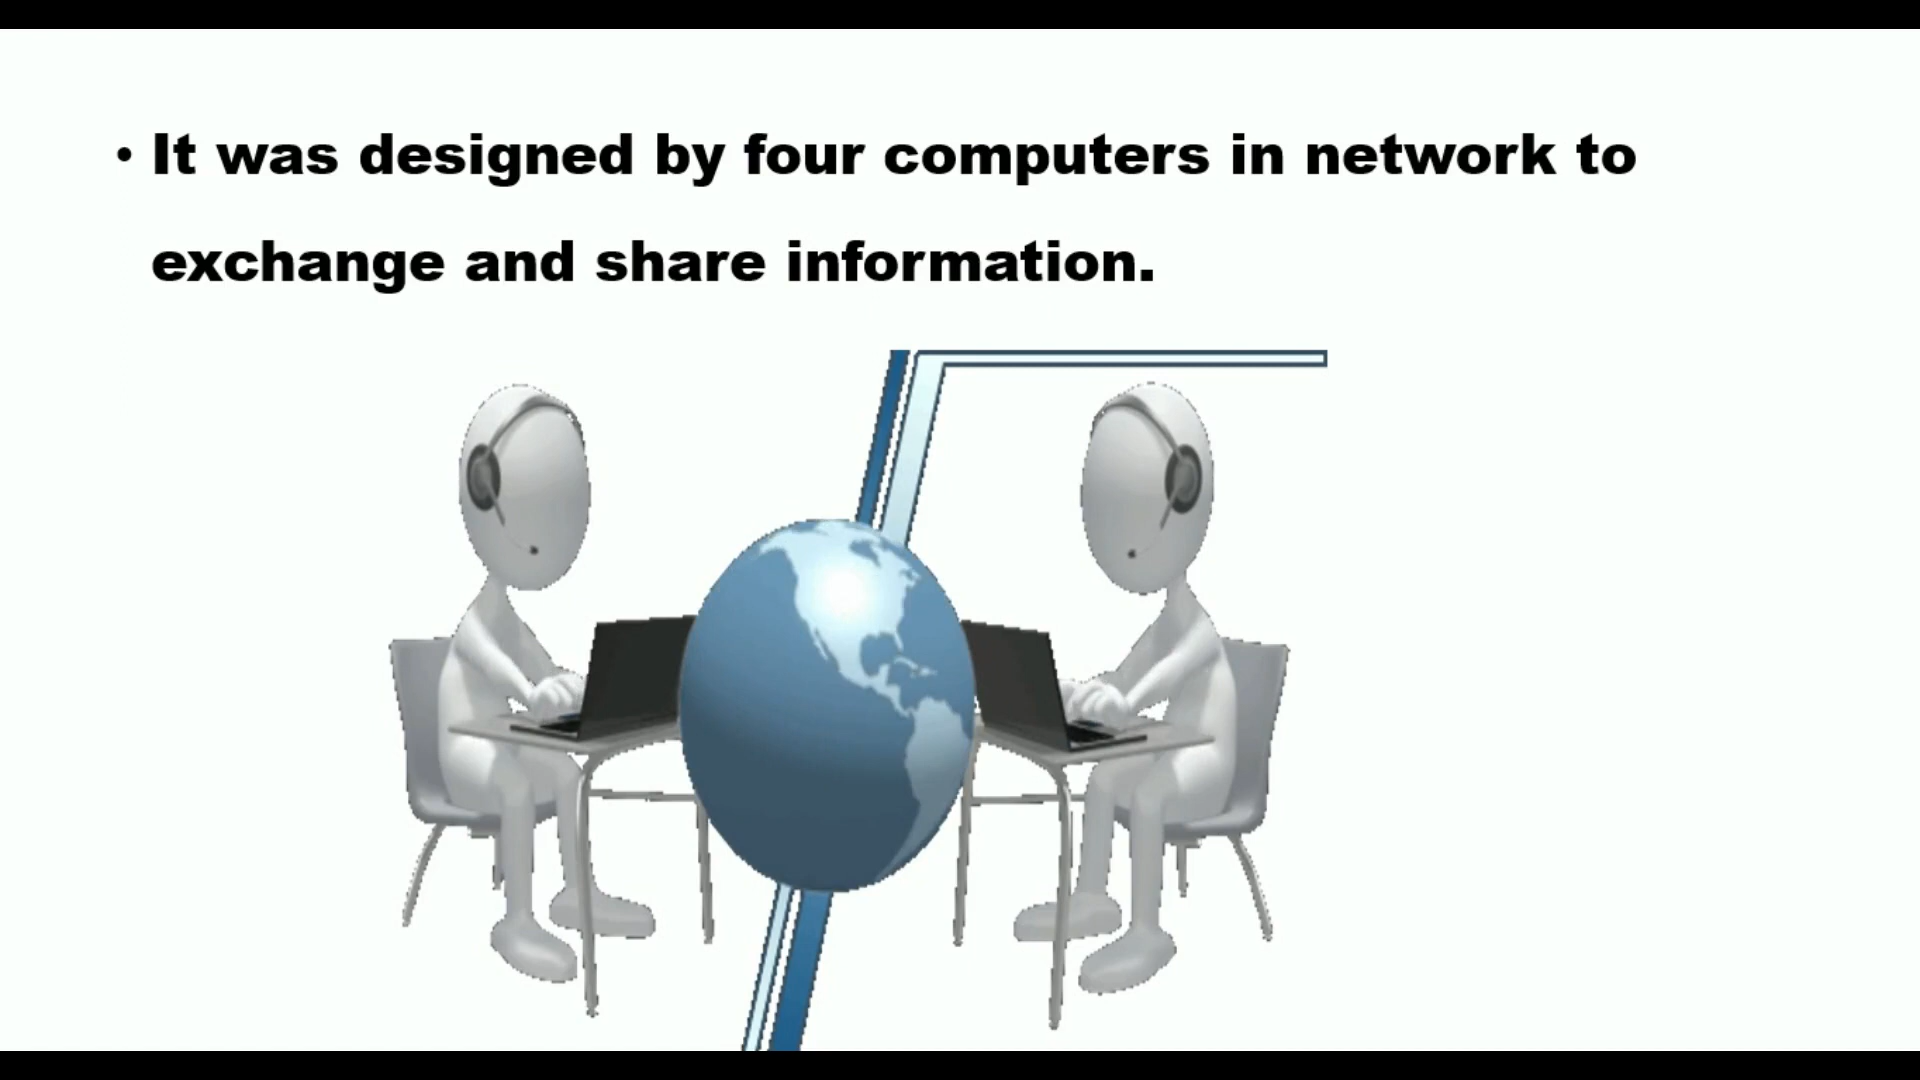 • It was designed by four computers in network to
exchange and share information.